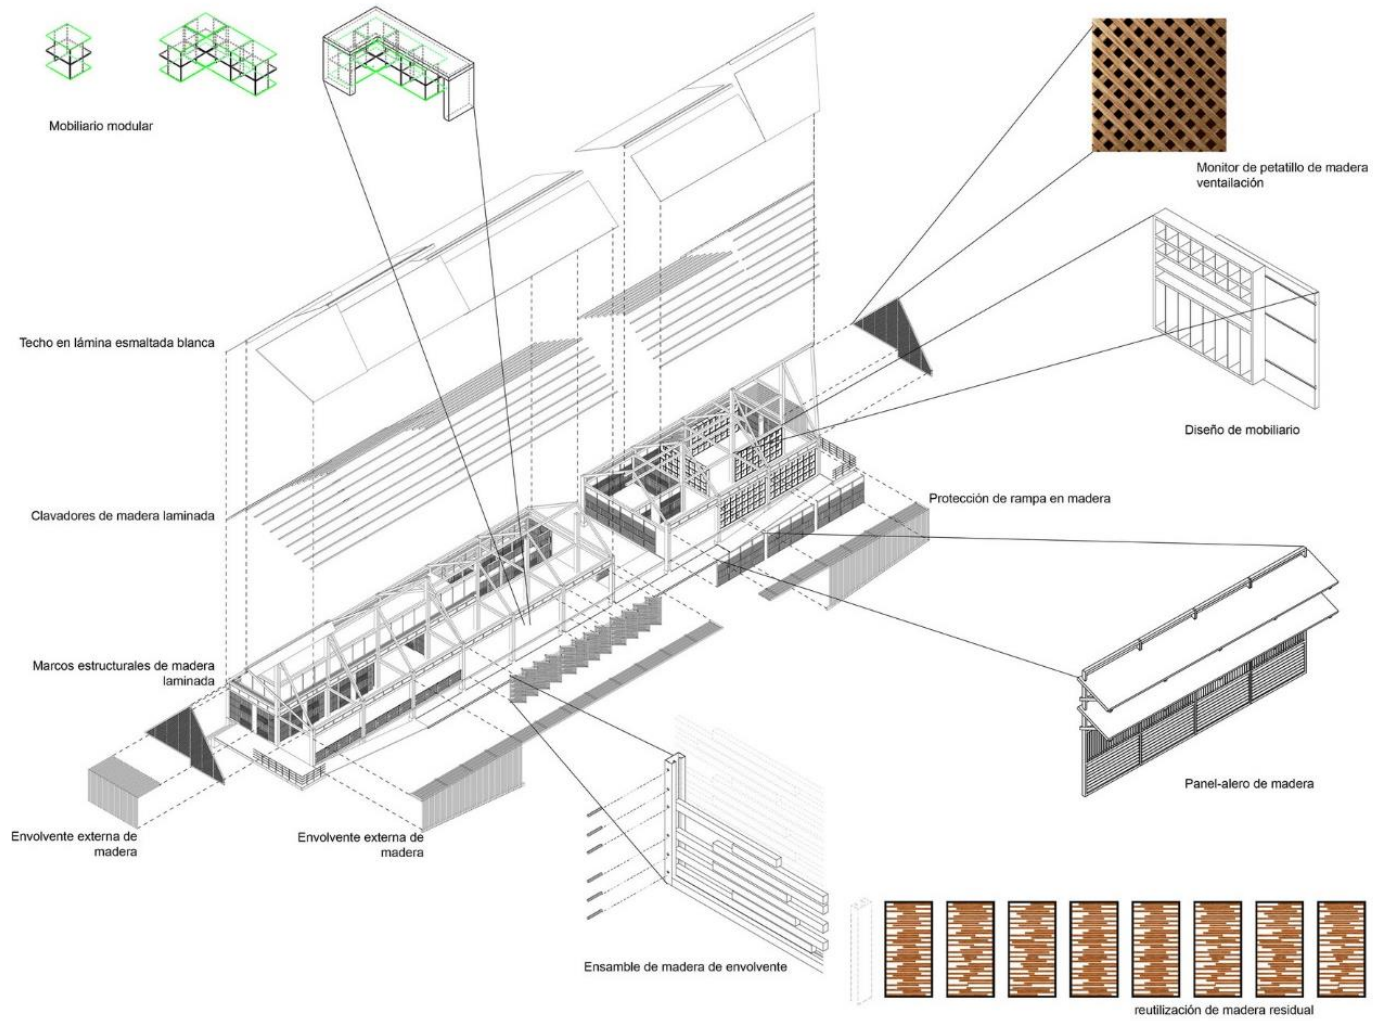 Mobiliario modular
Monitor de petatillo de madera
ventailación
Techo en lámina esmaltada blanca
Diseño de mobiliario
Clavadores de madera laminada
Protección de rampa en madera
Marcos estructurales de madera
laminada
Panel-alero de madera
Envolvente externa de
madera
Envolvente externa de
madera
Ensamble de madera de envolvente
reutilización de madera residual